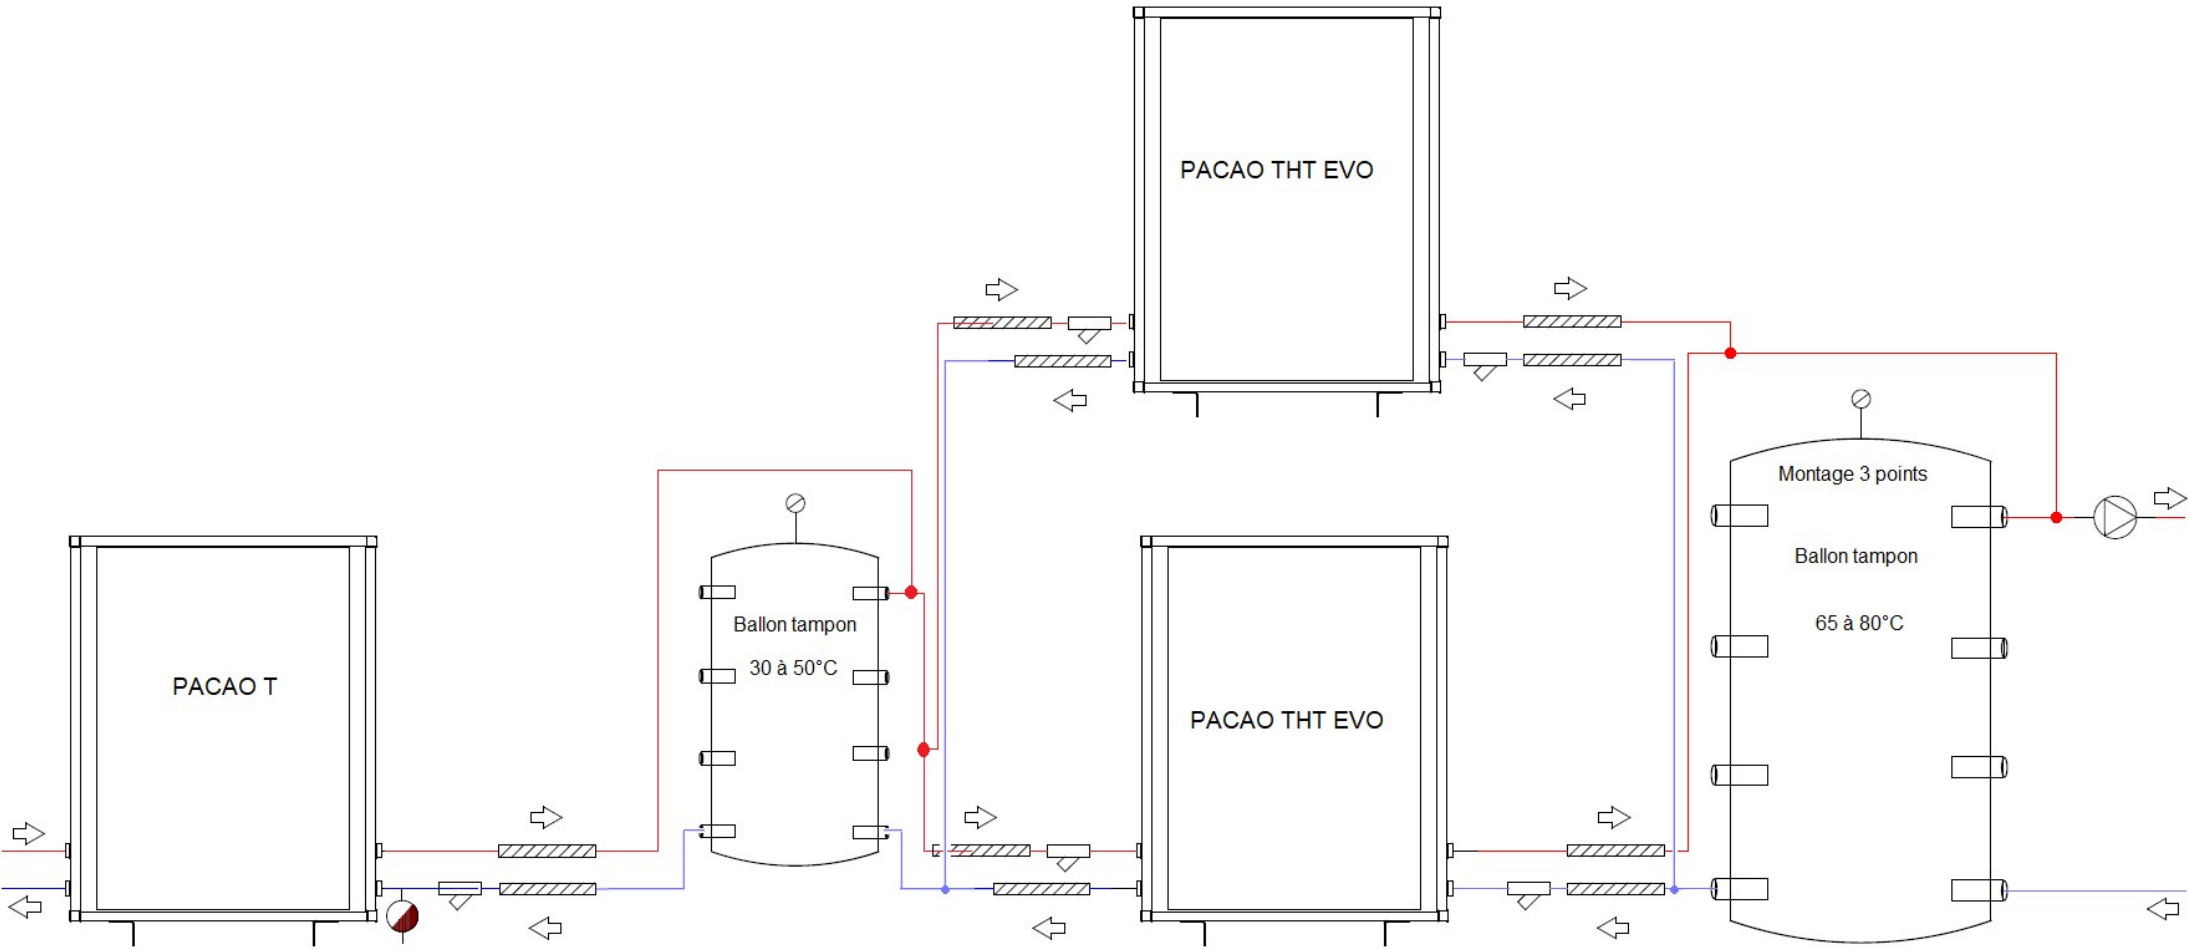 PACAO THT EVO
Montage 3 points
Ballon tampon
65 à 80°C
Ballon tampon
30 à 50°C
PACAO T
PACAO THT EVO